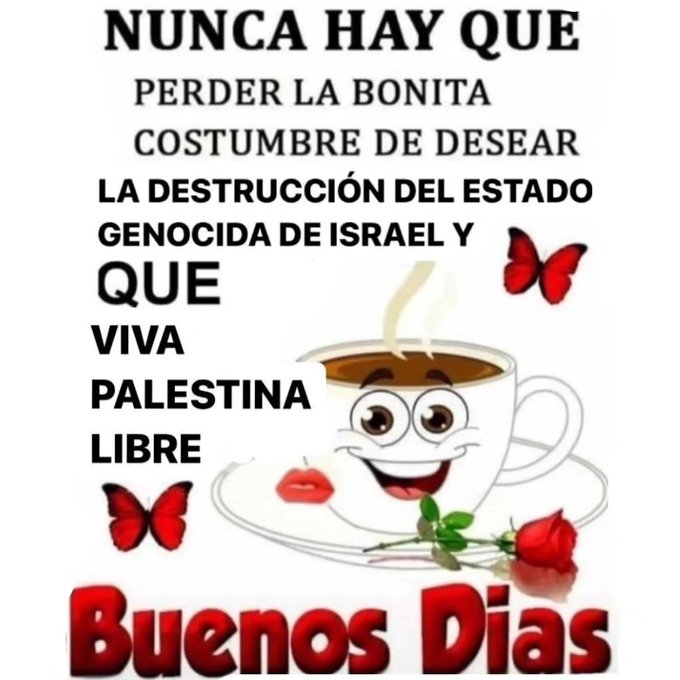 NUNCA HAY QUE
PERDER LA BONITA
COSTUMBRE DE DESEAR
LA DESTRUCCIÓN DEL ESTADO
GENOCIDA DE ISRAEL Y
QUE
VIVA
PALESTINA
LIBRE
Buenos Dias